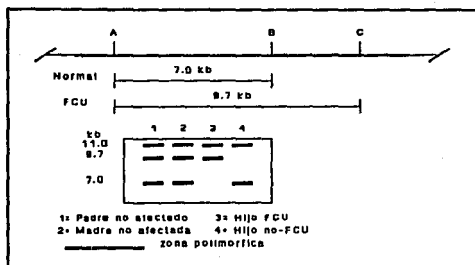 A B C
Normal 7.0 kb
FCU 9.7 kb
kb 1 2 3 4
11.0
9.7
7.0
1= Padre no afectado 3= Hijo FCU
2= Madre no afectada 4= Hijo no-FCU
zona polimorfica